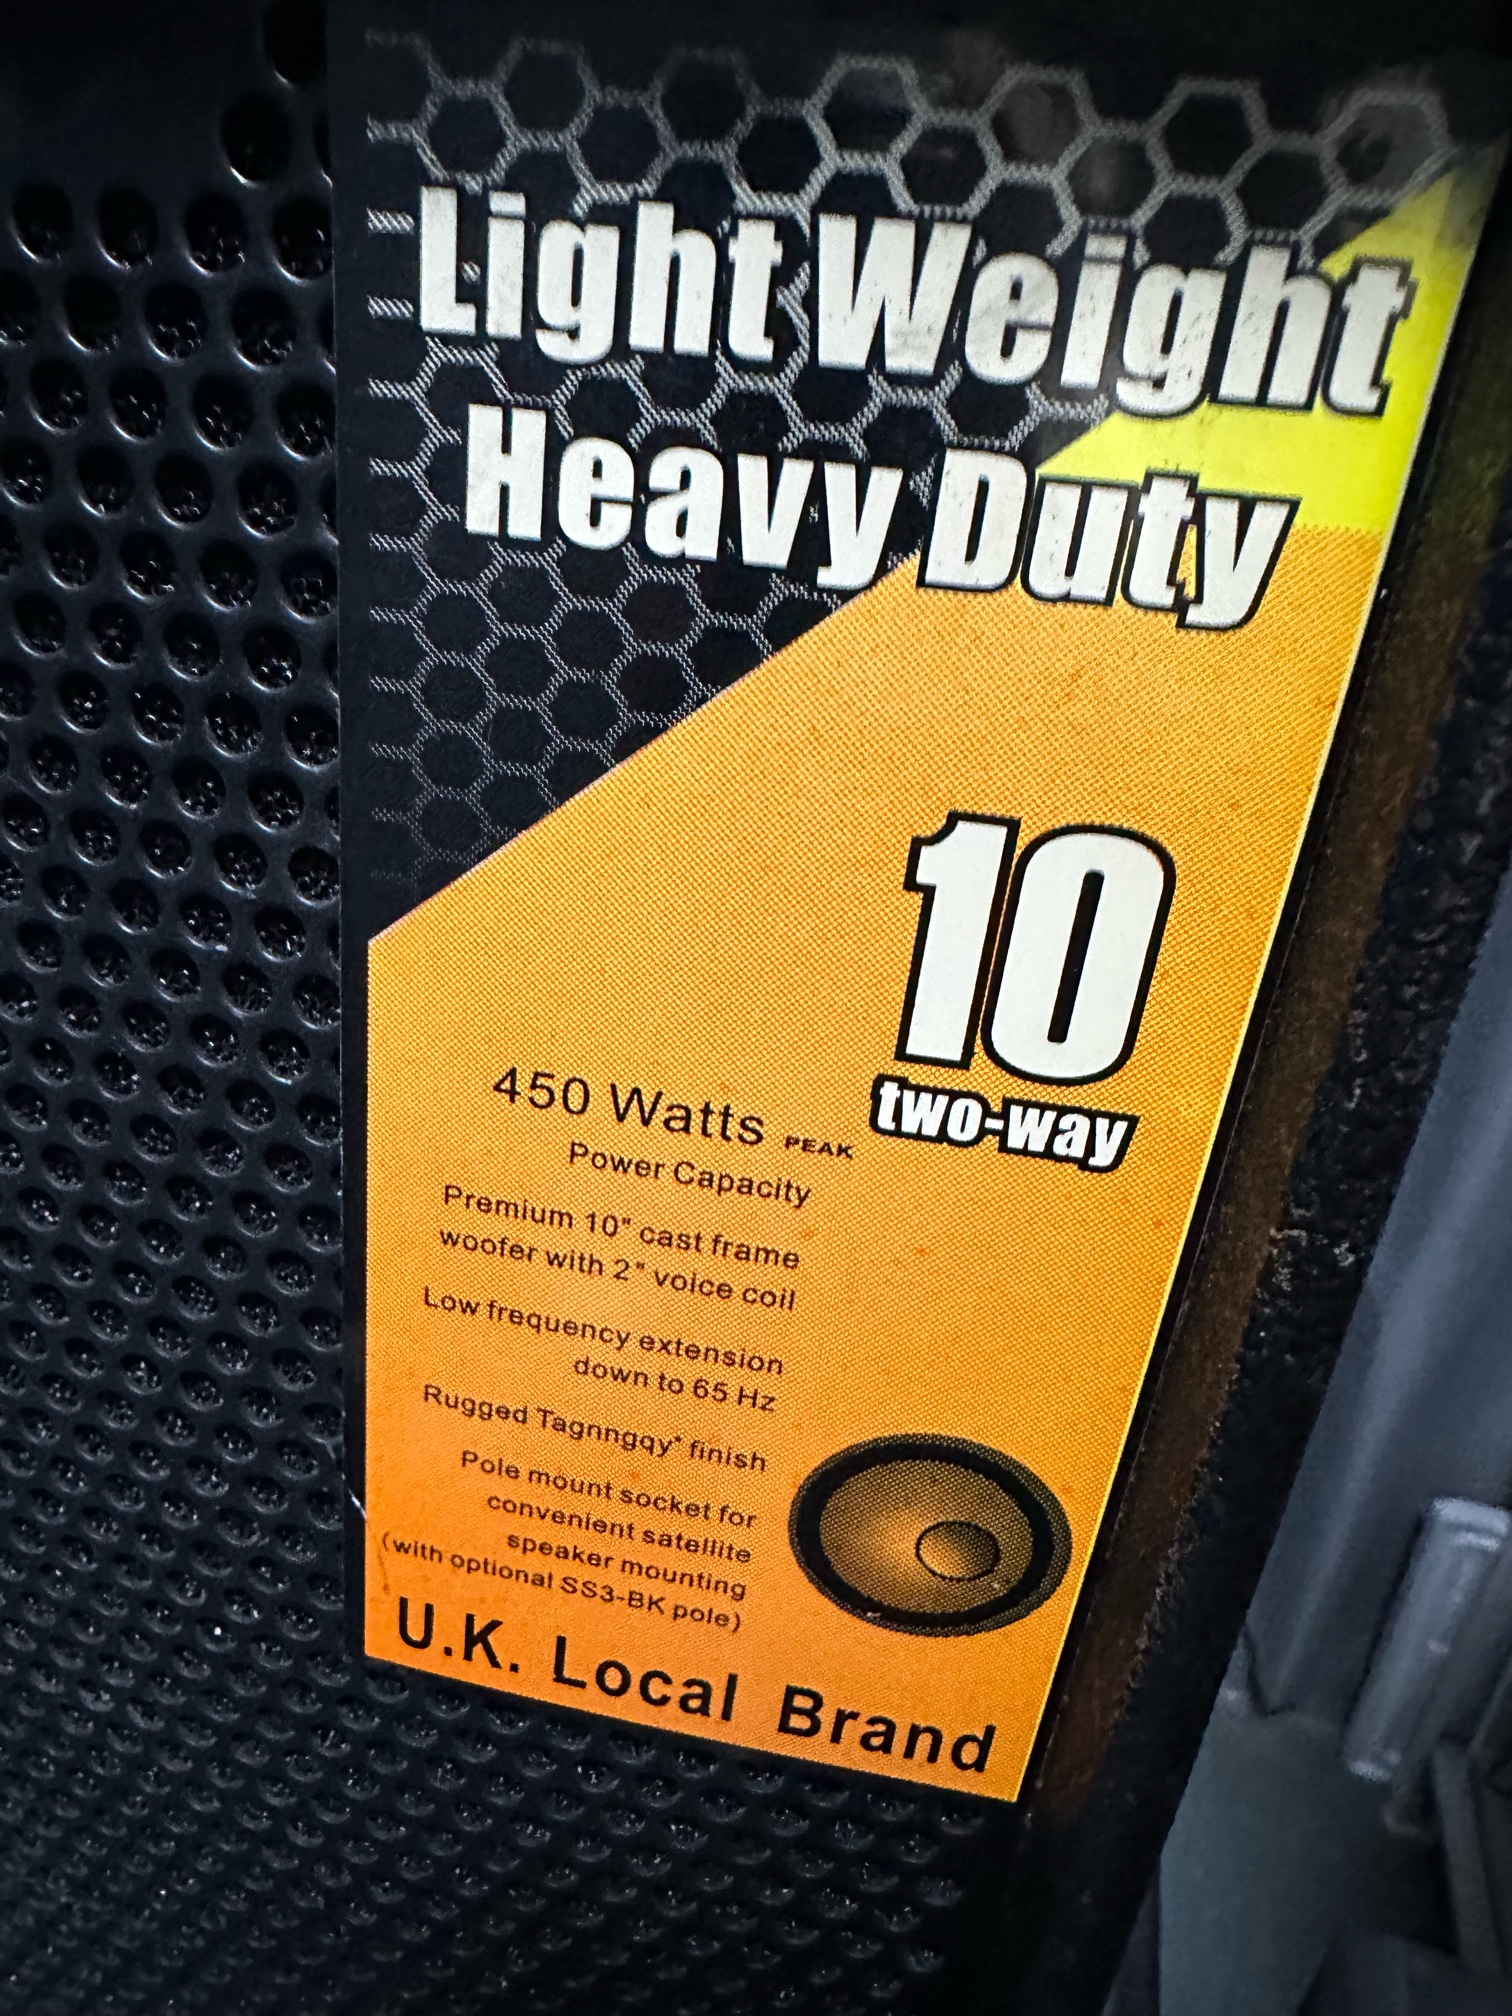 Light Weight
Heavy Duty
10
two-way
450 Watts PEAK
Power Capacity
Premium 10" cast frame
woofer with 2" voice coil
Low frequency extension
down to 65 Hz
Rugged Tagnngqy* finish
Pole mount socket for
convenient satellite
speaker mounting
(with optional SS3-BK pole)
U.K. Local Brand